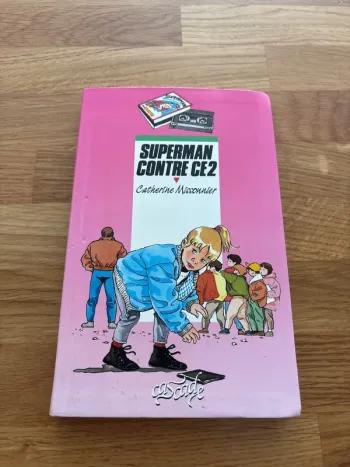 SUPERMAN
CONTRE CE2
Catherine Missonnier
cascade